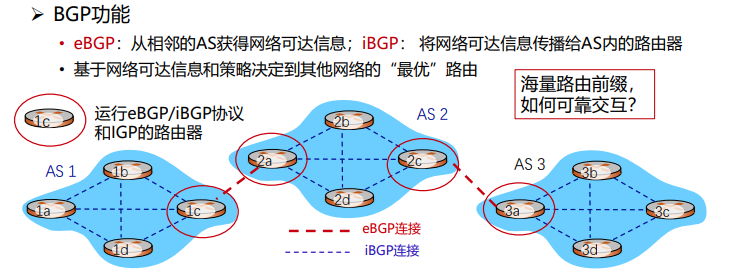 ➢ BGP功能
• eBGP：从相邻的AS获得网络可达信息；iBGP： 将网络可达信息传播给AS内的路由器
• 基于网络可达信息和策略决定到其他网络的“最优”路由
海量路由前缀，
如何可靠交互？
1c
运行eBGP/iBGP协议
和IGP的路由器
AS 1
1b
1a
1c
1d
AS 2
2b
2a
2c
2d
AS 3
3b
3a
3c
3d
eBGP连接
iBGP连接